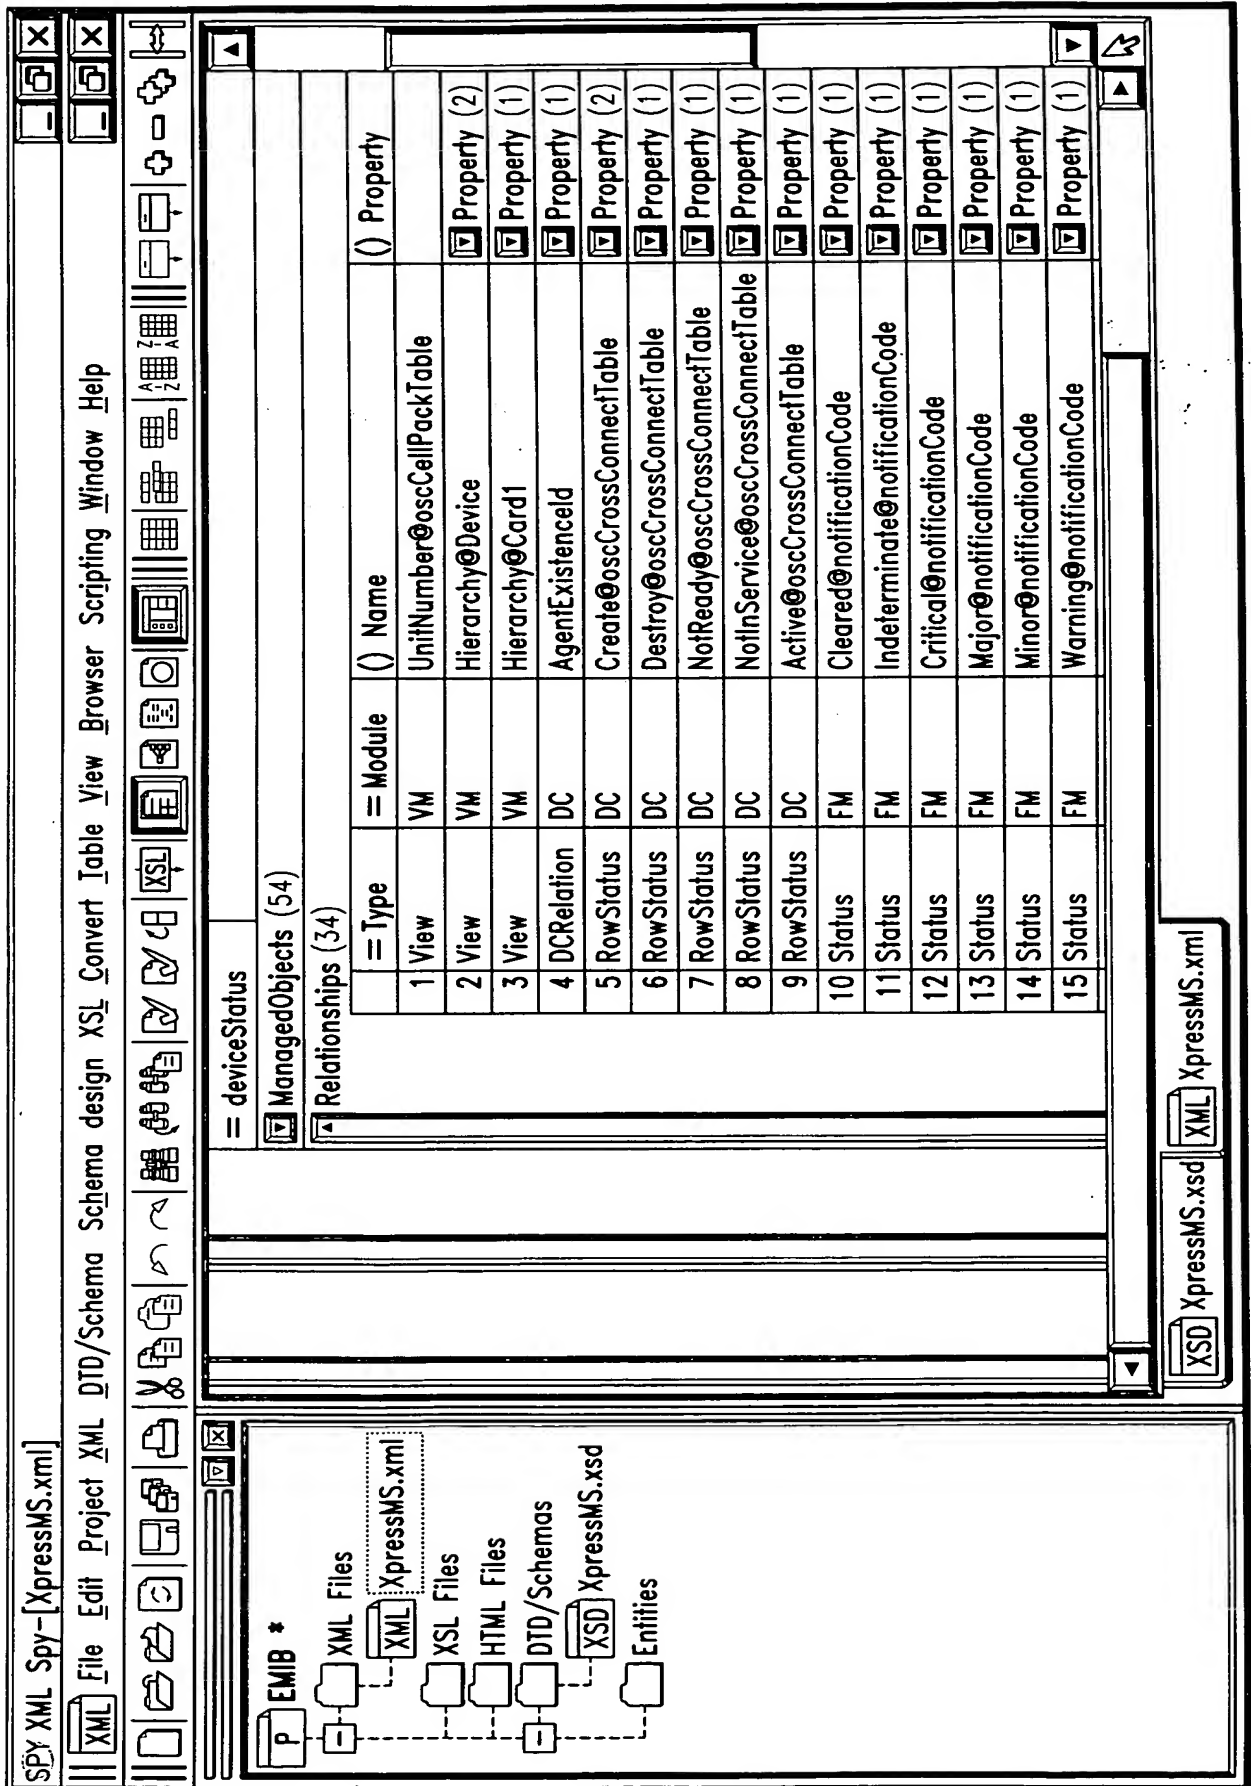 SPY XML Spy-[XpressMS.xml]
XML File Edit Project XML DTD/Schema Schema design XSL Convert Table View Browser Scripting Window Help
XSL A-Z Z-A
P EMIB *
XML Files
XML XpressMS.xml
XSL Files
HTML Files
DTD/Schemas
XSD XpressMS.xsd
Entities
= deviceStatus
ManagedObjects (54)
Relationships (34)
= Type = Module () Name () Property
1 View VM UnitNumber@oscCellPackTable
2 View VM Hierarchy@Device Property (2)
3 View VM Hierarchy@Card1 Property (1)
4 DCRelation DC AgentExistenceId Property (1)
5 RowStatus DC Create@oscCrossConnectTable Property (2)
6 RowStatus DC Destroy@oscCrossConnectTable Property (1)
7 RowStatus DC NotReady@oscCrossConnectTable Property (1)
8 RowStatus DC NotInService@oscCrossConnectTable Property (1)
9 RowStatus DC Active@oscCrossConnectTable Property (1)
10 Status FM Cleared@notificationCode Property (1)
11 Status FM Indeterminate@notificationCode Property (1)
12 Status FM Critical@notificationCode Property (1)
13 Status FM Major@notificationCode Property (1)
14 Status FM Minor@notificationCode Property (1)
15 Status FM Warning@notificationCode Property (1)
XSD XpressMS.xsd XML XpressMS.xml